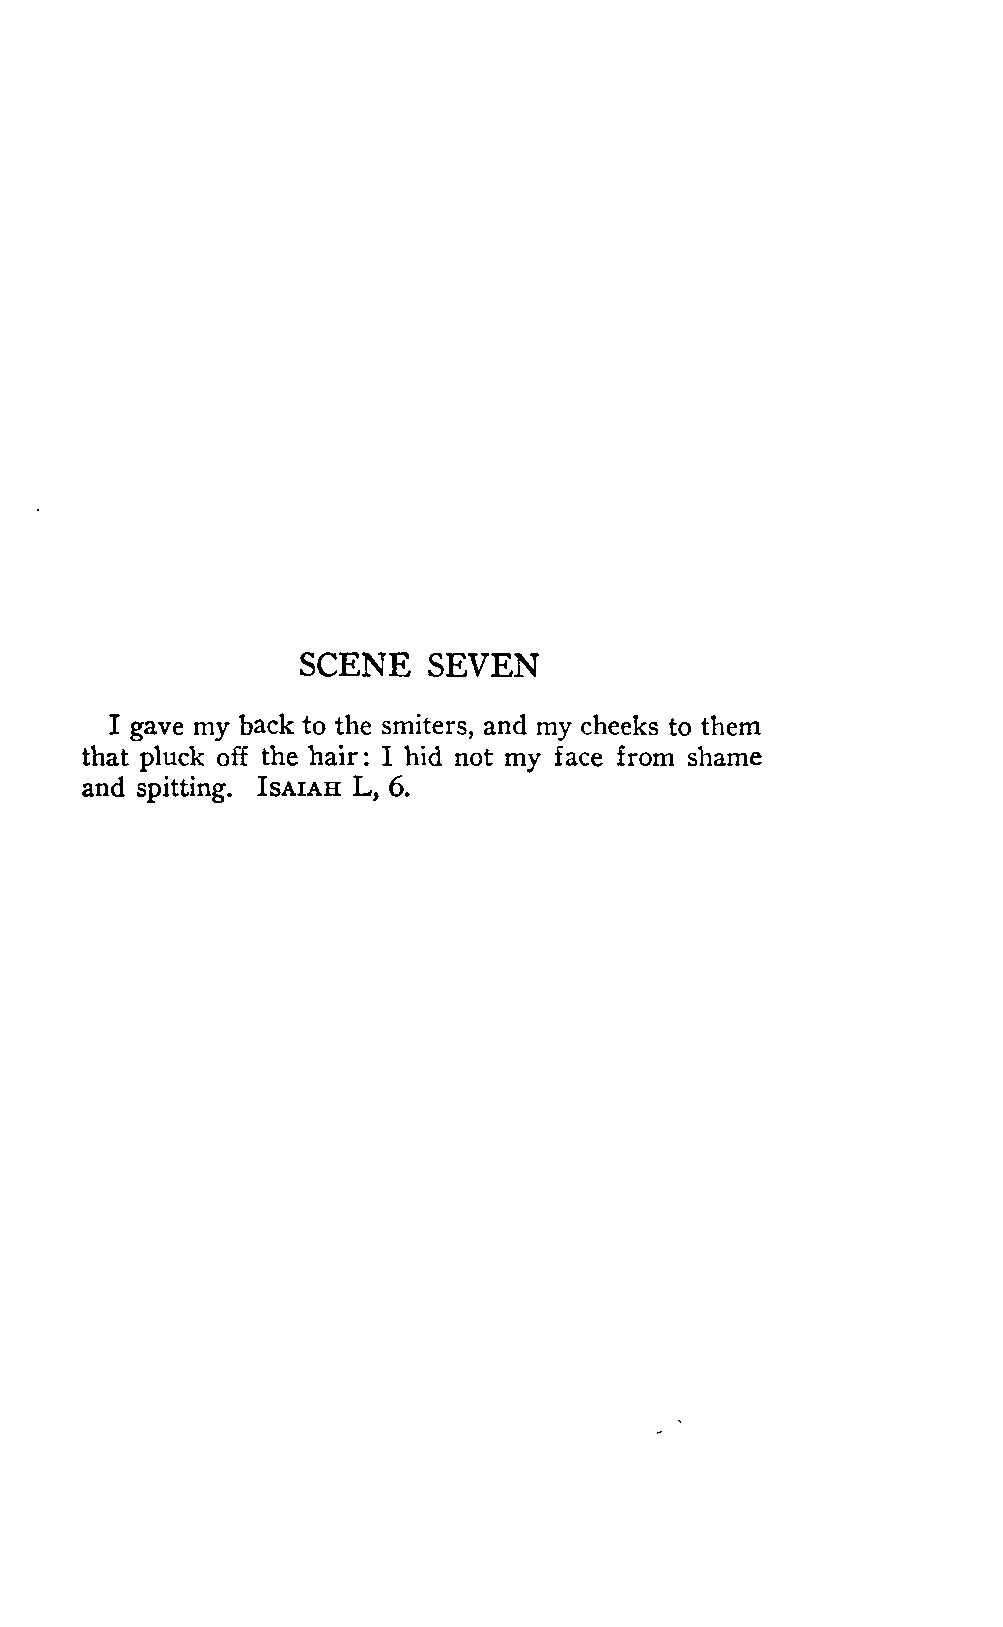 SCENE SEVEN
I gave my back to the smiters, and my cheeks to them
that pluck off the hair: I hid not my face from shame
and spitting. ISAIAH L, 6.